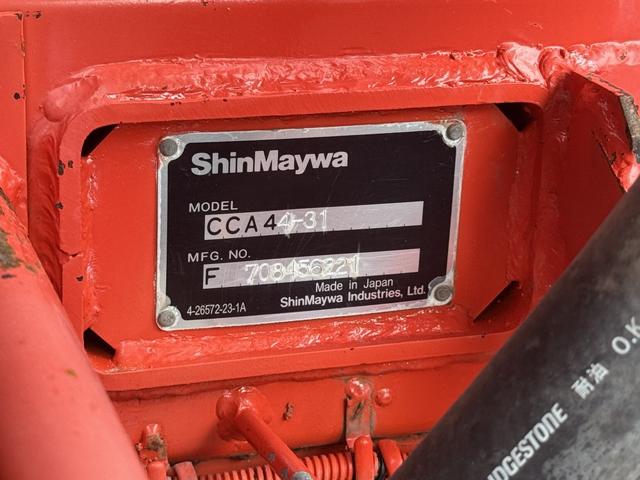 ShinMaywa
MODEL
CCA44-31
MFG. NO.
F 708456221
Made in Japan
4-26572-23-1A
ShinMaywa Industries, Ltd.
BRIDGESTONE 耐油 O.K